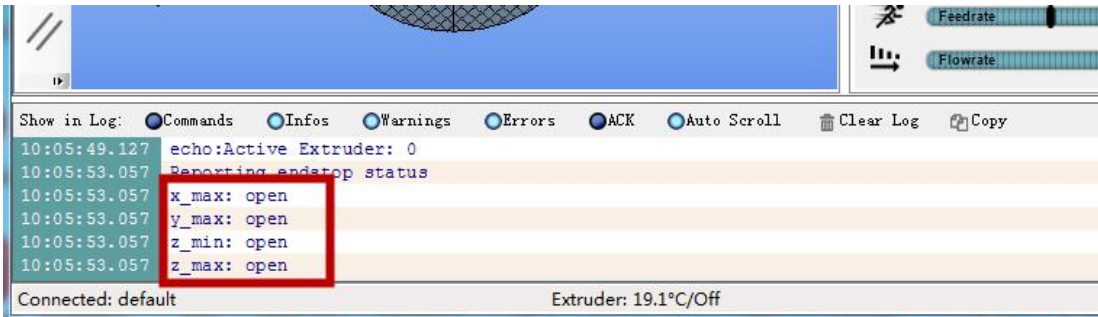 Feedrate
Flowrate
Show in Log: Commands Infos Warnings Errors ACK Auto Scroll Clear Log Copy
10:05:49.127 echo:Active Extruder: 0
10:05:53.057 Reporting endstop status
10:05:53.057 x_max: open
10:05:53.057 y_max: open
10:05:53.057 z_min: open
10:05:53.057 z_max: open
Connected: default Extruder: 19.1°C/Off